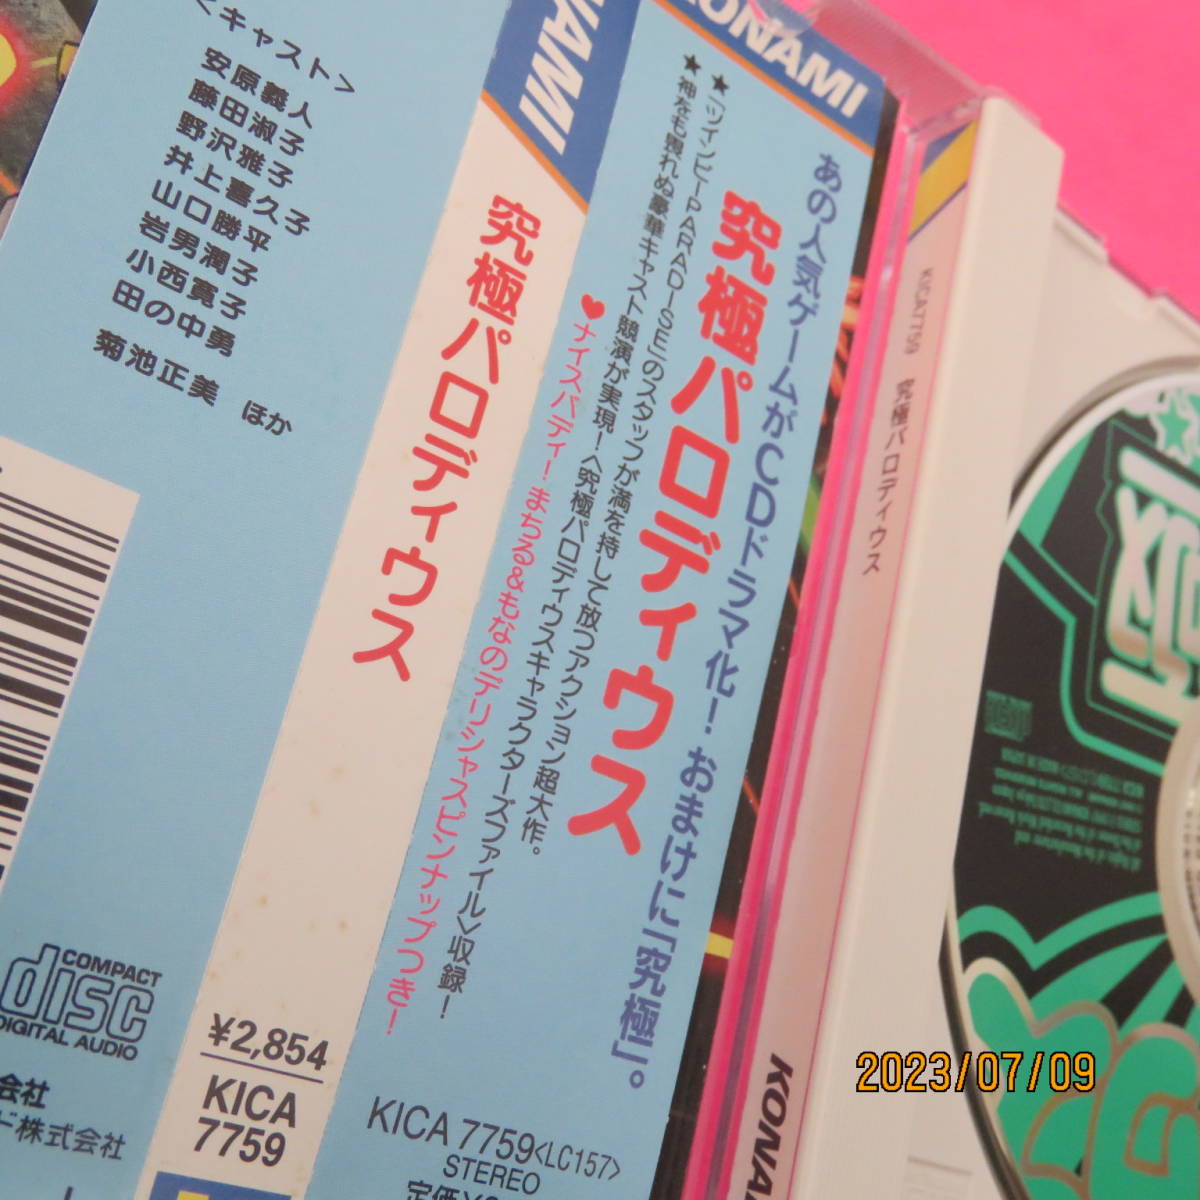 <キャスト>
安原義人
藤田淑子
野沢雅子
井上喜久子
山口勝平
岩男潤子
小西寛子
田の中勇
菊池正美 ほか
COMPACT
disc
DIGITAL AUDIO
会社
ド株式会社
究極パロディウス
¥2,854
KICA
7759
KONAMI
あの人気ゲームがCDドラマ化！おまけに「究極」。
究極パロディウス
★「ツインビーPARADISE」のスタッフが満を持して放つアクション超大作。
★神をも畏れぬ豪華キャスト競演が実現！<究極パロディウスキャラクターズファイル>収録！
♥ナイスバディ！まちる&もなのデリシャスピンナップつき！
KICA 7759<LC157>
STEREO
KICA7759 究極パロディウス
2023/07/09